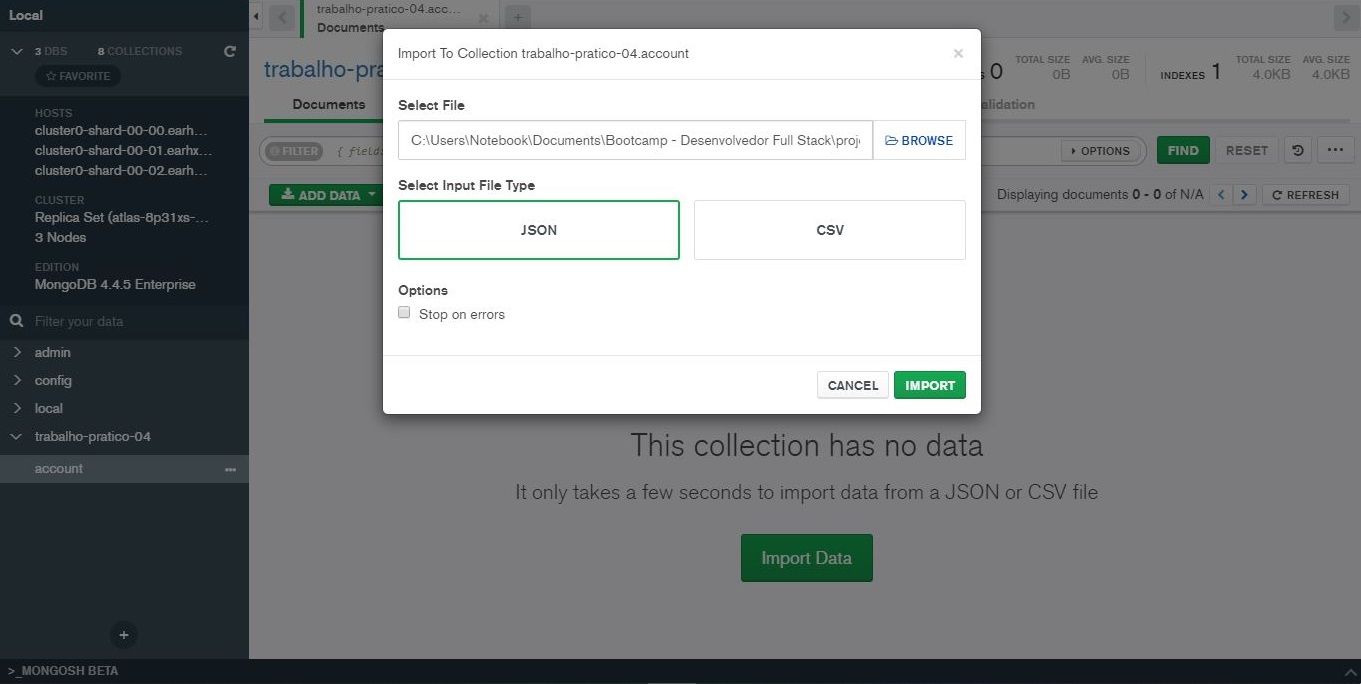 Local
3 DBS 8 COLLECTIONS
FAVORITE
HOSTS
cluster0-shard-00-00.earh...
cluster0-shard-00-01.earhx...
cluster0-shard-00-02.earh...
CLUSTER
Replica Set (atlas-8p31xs-...
3 Nodes
EDITION
MongoDB 4.4.5 Enterprise
Filter your data
admin
config
local
trabalho-pratico-04
account
>_MONGOSH BETA
trabalho-pratico-04.acc...
Documents
trabalho-pra
0
TOTAL SIZE AVG. SIZE
0B 0B
INDEXES 1
TOTAL SIZE AVG. SIZE
4.0KB 4.0KB
Documents
alidation
FILTER { field:
OPTIONS FIND RESET
ADD DATA
Displaying documents 0 - 0 of N/A REFRESH
Import To Collection trabalho-pratico-04.account
Select File
C:\Users\Notebook\Documents\Bootcamp - Desenvolvedor Full Stack\proj
BROWSE
Select Input File Type
JSON CSV
Options
Stop on errors
CANCEL IMPORT
This collection has no data
It only takes a few seconds to import data from a JSON or CSV file
Import Data